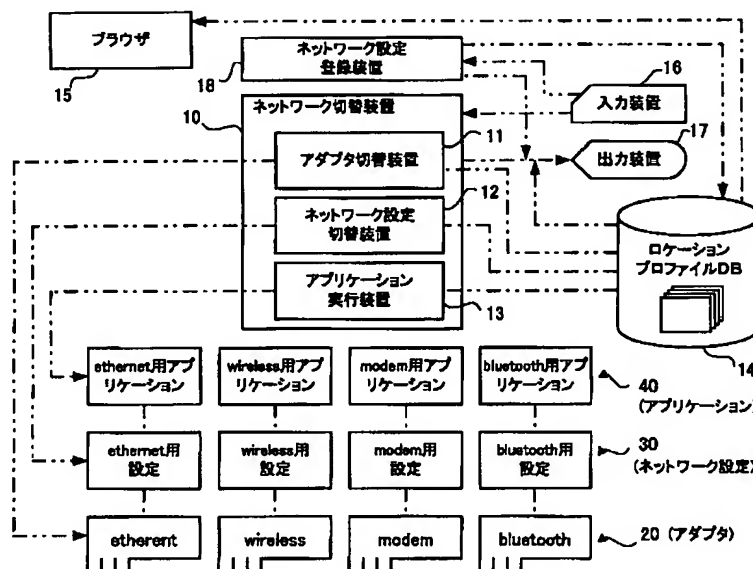 ブラウザ
15
ネットワーク設定
登録装置
18
16
入力装置
10
ネットワーク切替装置
11
アダプタ切替装置
17
出力装置
12
ネットワーク設定
切替装置
ロケーション
プロファイルDB
アプリケーション
実行装置
13
14
ethernet用アプ
リケーション
wireless用アプ
リケーション
modem用アプ
リケーション
bluetooth用アプ
リケーション
40
(アプリケーション)
ethernet用
設定
wireless用
設定
modem用
設定
bluetooth用
設定
30
(ネットワーク設定)
etherent
wireless
modem
bluetooth
20 (アダプタ)